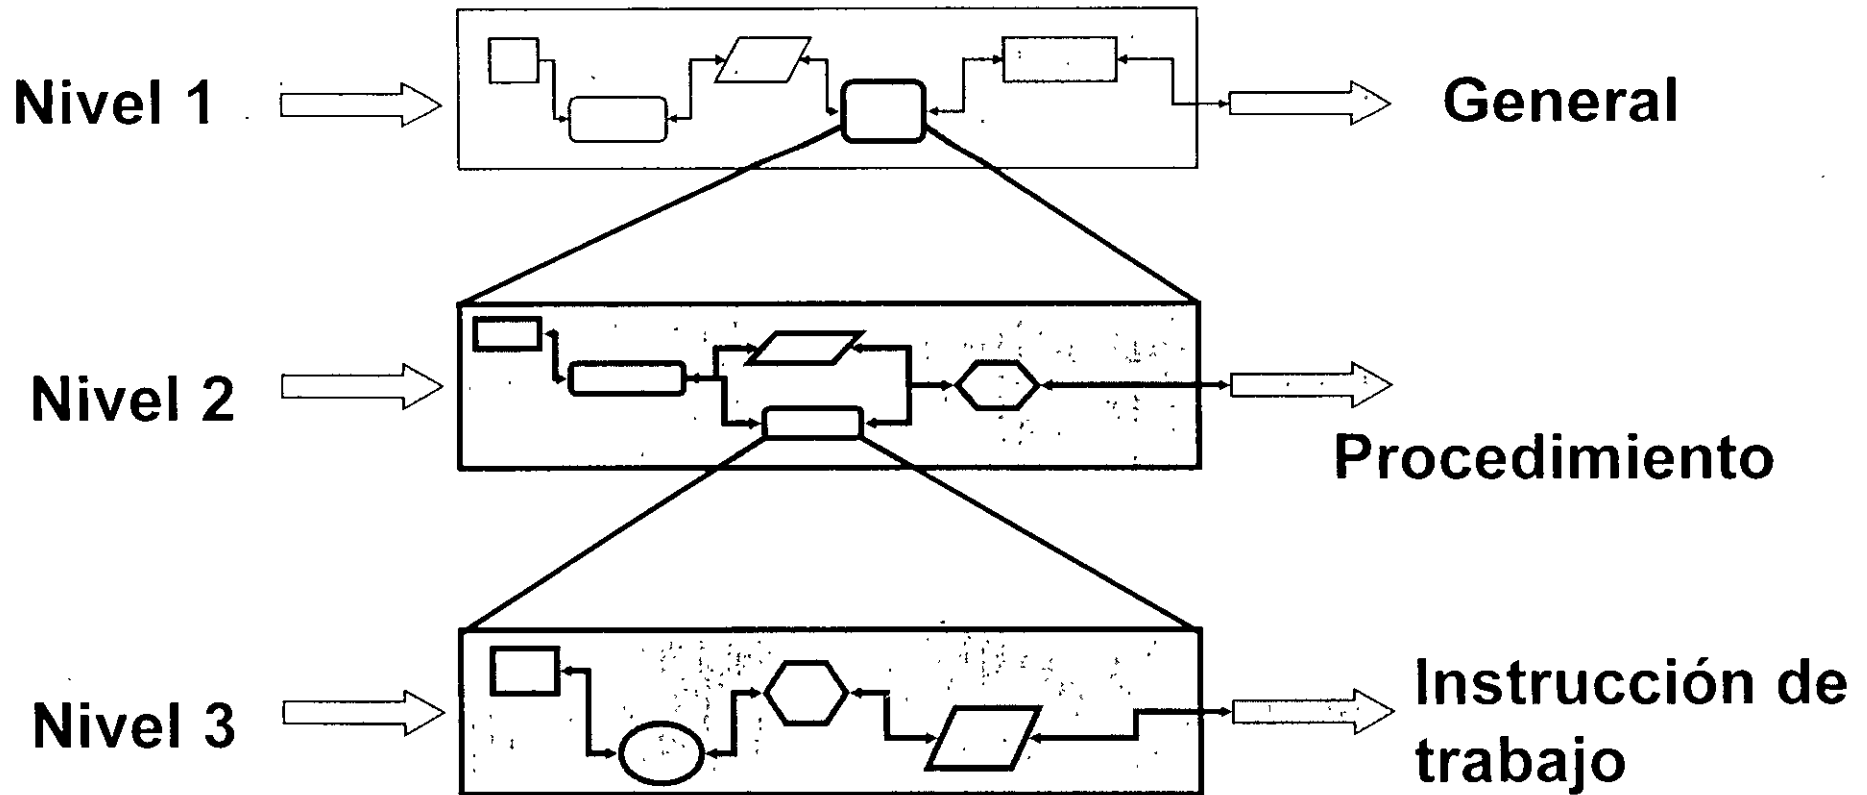 Nivel 1
General
Nivel 2
Procedimiento
Nivel 3
Instrucción de
trabajo